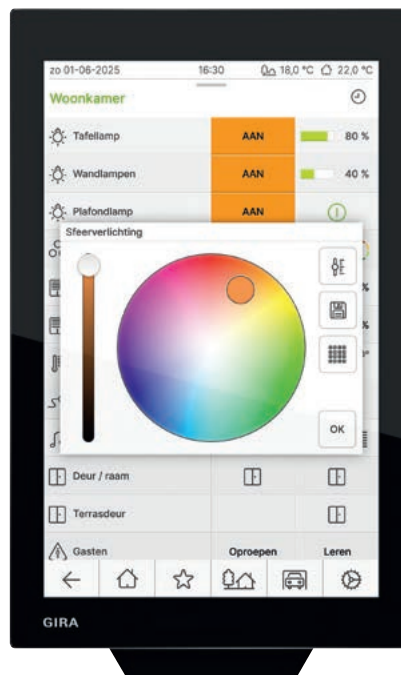 zo 01-06-2025 16:30 18,0 °C 22,0 °C
Woonkamer
Tafellamp AAN 80 %
Wandlampen AAN 40 %
Plafondlamp AAN
Sfeerverlichting
%
%
°
OK
Deur / raam
Terrasdeur
Gasten Oproepen Leren
GIRA